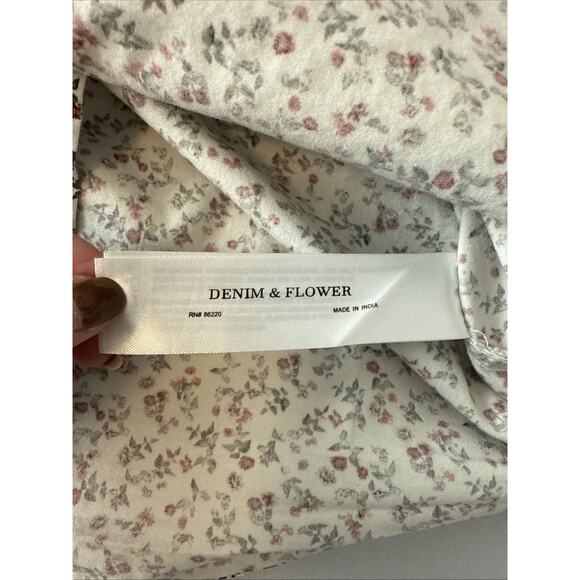 DENIM & FLOWER
RN# 86220 MADE IN INDIA